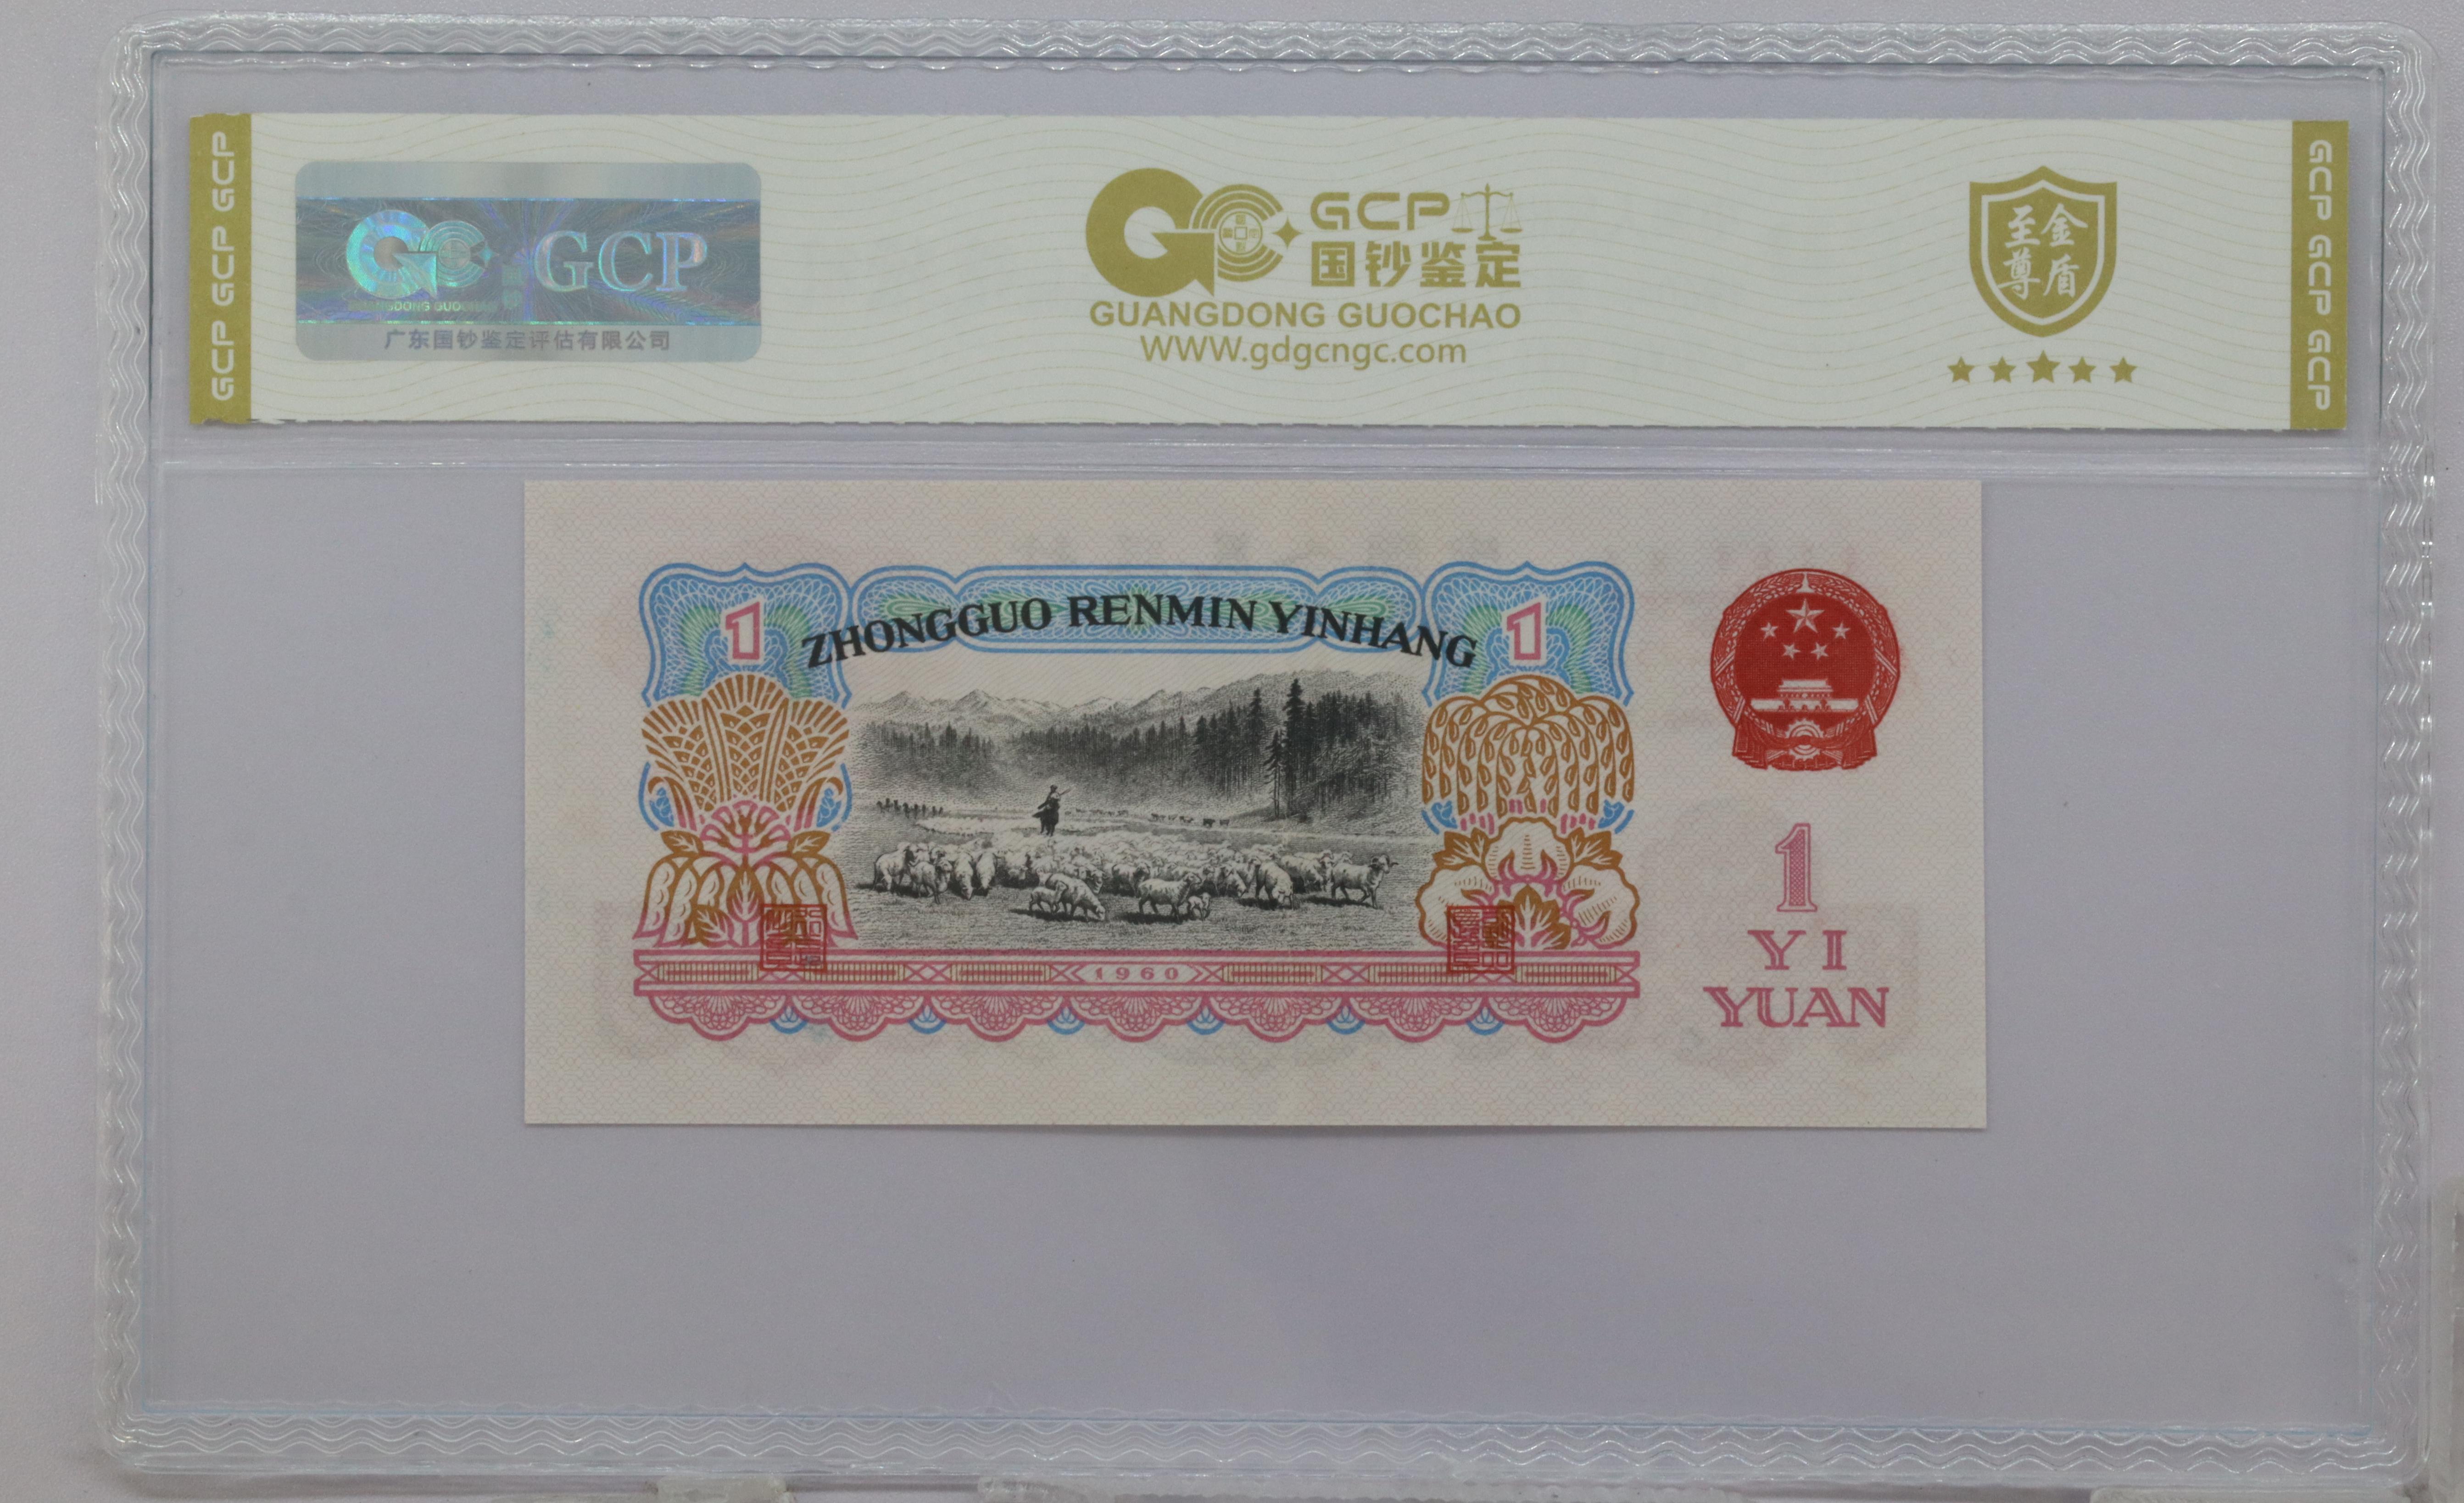 GCP GCP GCP
GCP
GUANGDONG GUOCHAO
广东国钞鉴定评估有限公司
GCP
国钞鉴定
GUANGDONG GUOCHAO
WWW.gdgcngc.com
至尊
金盾
GCP GCP GCP
1
ZHONGGUO RENMIN YINHANG
1
1960
1
YI
YUAN